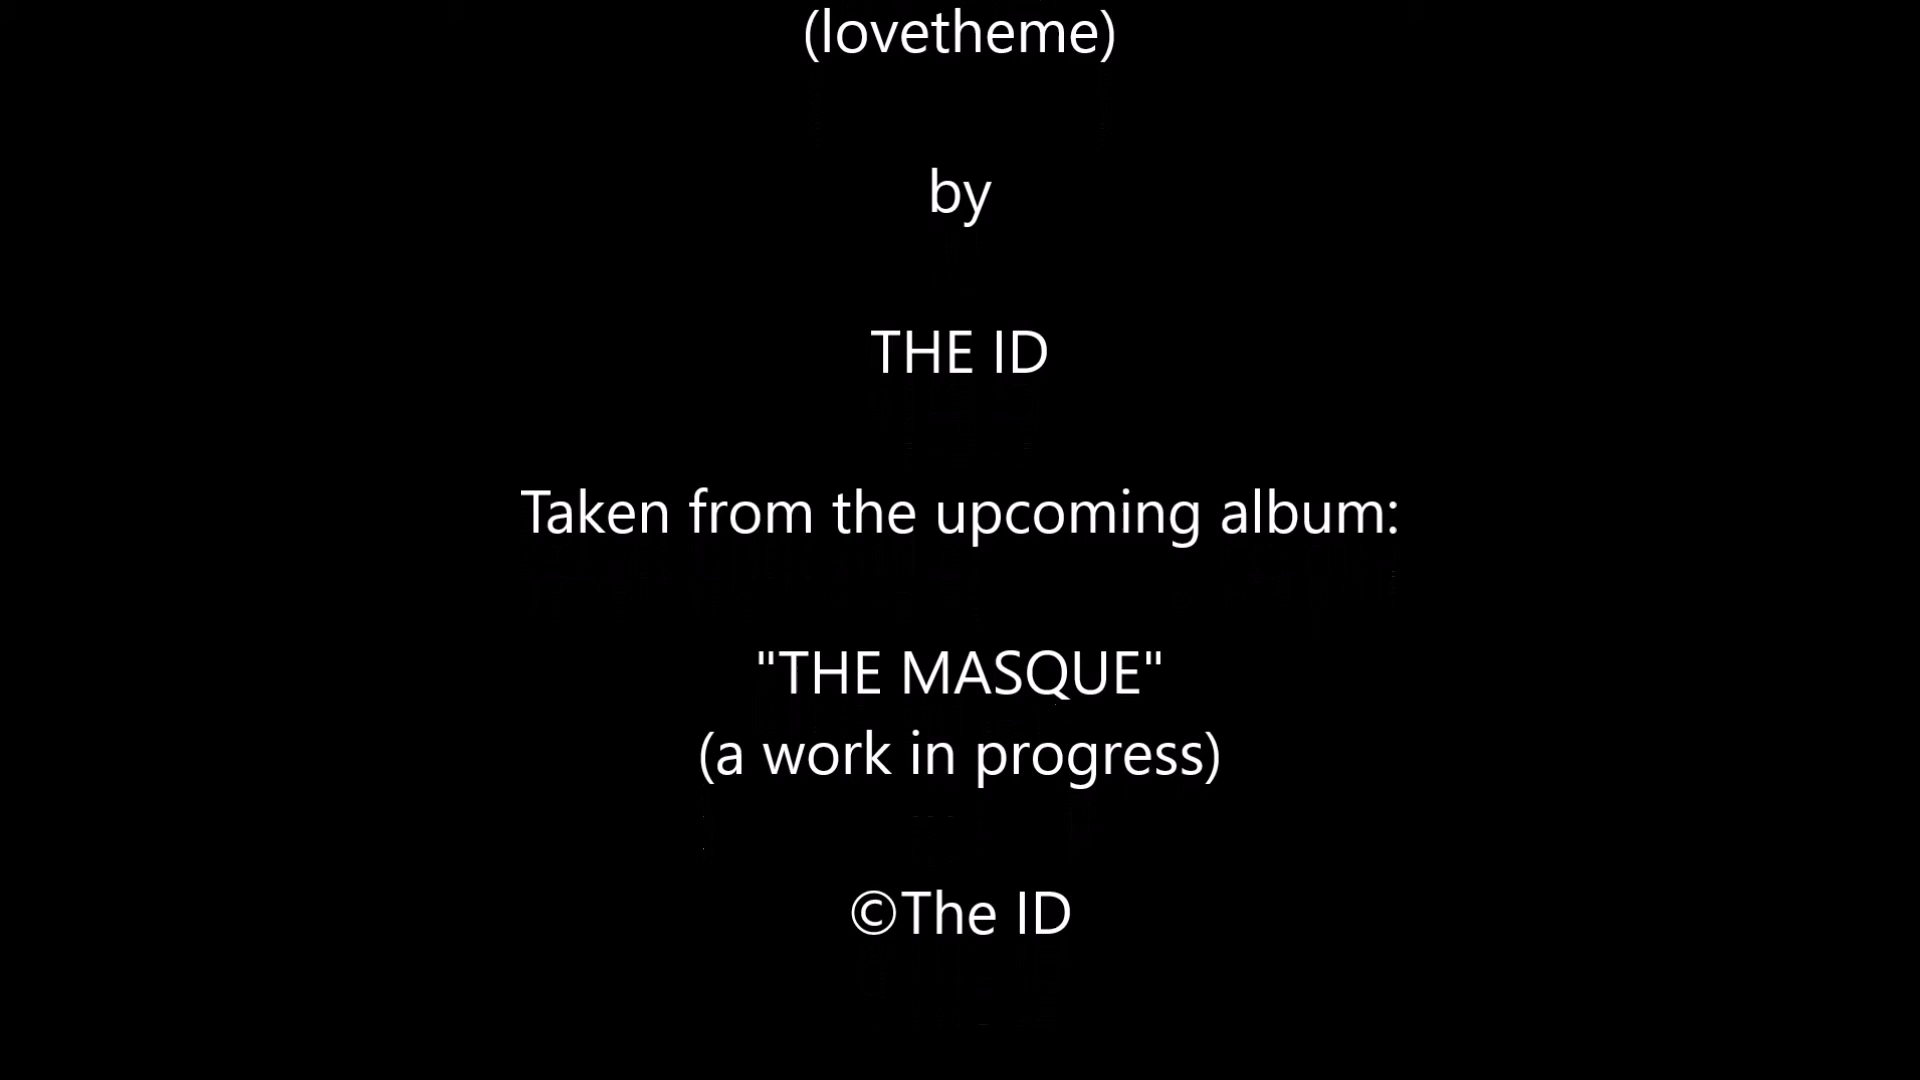 (lovetheme)
by
THE ID
Taken from the upcoming album:
"THE MASQUE"
(a work in progress)
©The ID